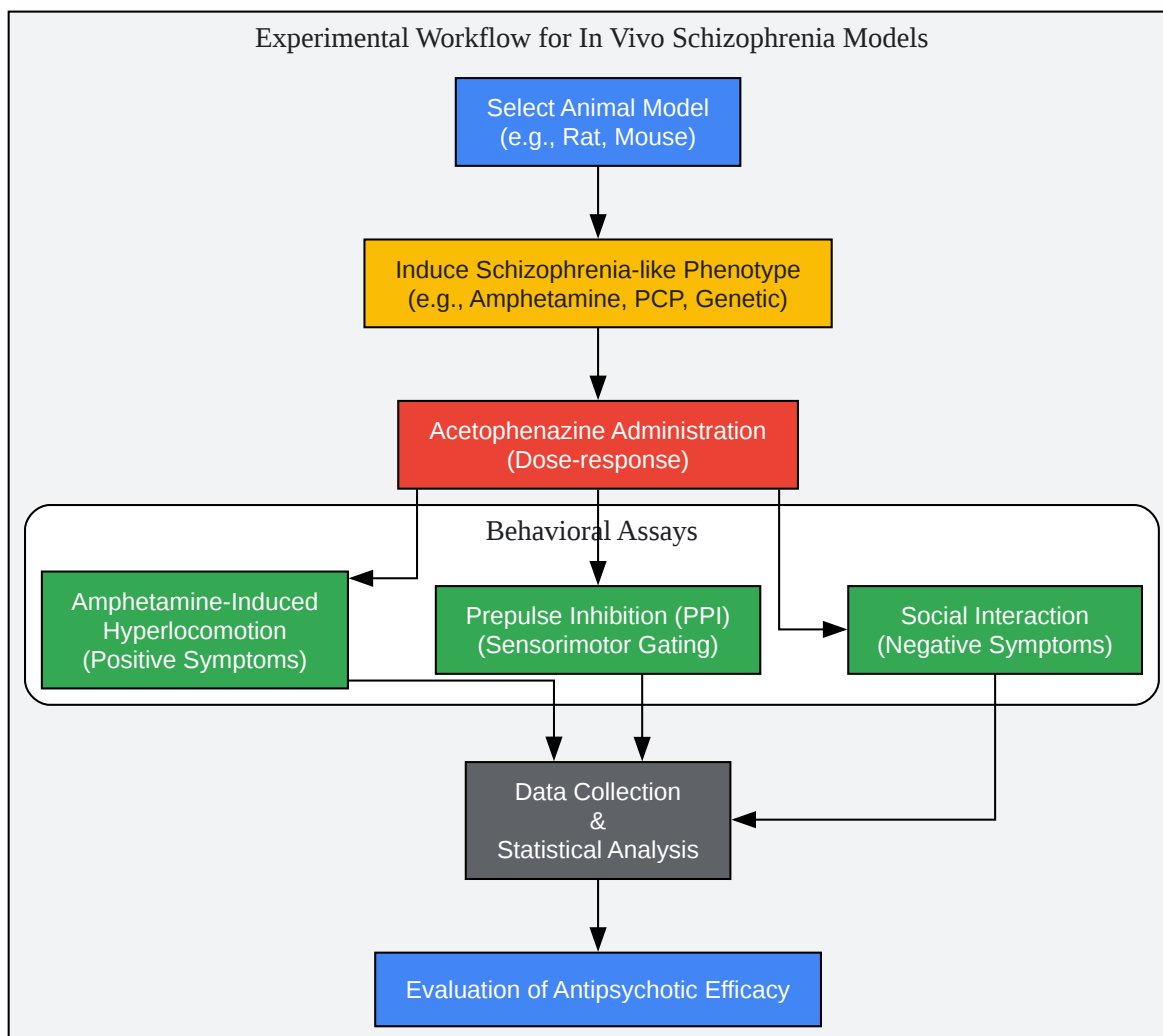 Experimental Workflow for In Vivo Schizophrenia Models
Select Animal Model
(e.g., Rat, Mouse)
Induce Schizophrenia-like Phenotype
(e.g., Amphetamine, PCP, Genetic)
Acetophenazine Administration
(Dose-response)
Behavioral Assays
Amphetamine-Induced
Hyperlocomotion
(Positive Symptoms)
Prepulse Inhibition (PPI)
(Sensorimotor Gating)
Social Interaction
(Negative Symptoms)
Data Collection
&
Statistical Analysis
Evaluation of Antipsychotic Efficacy